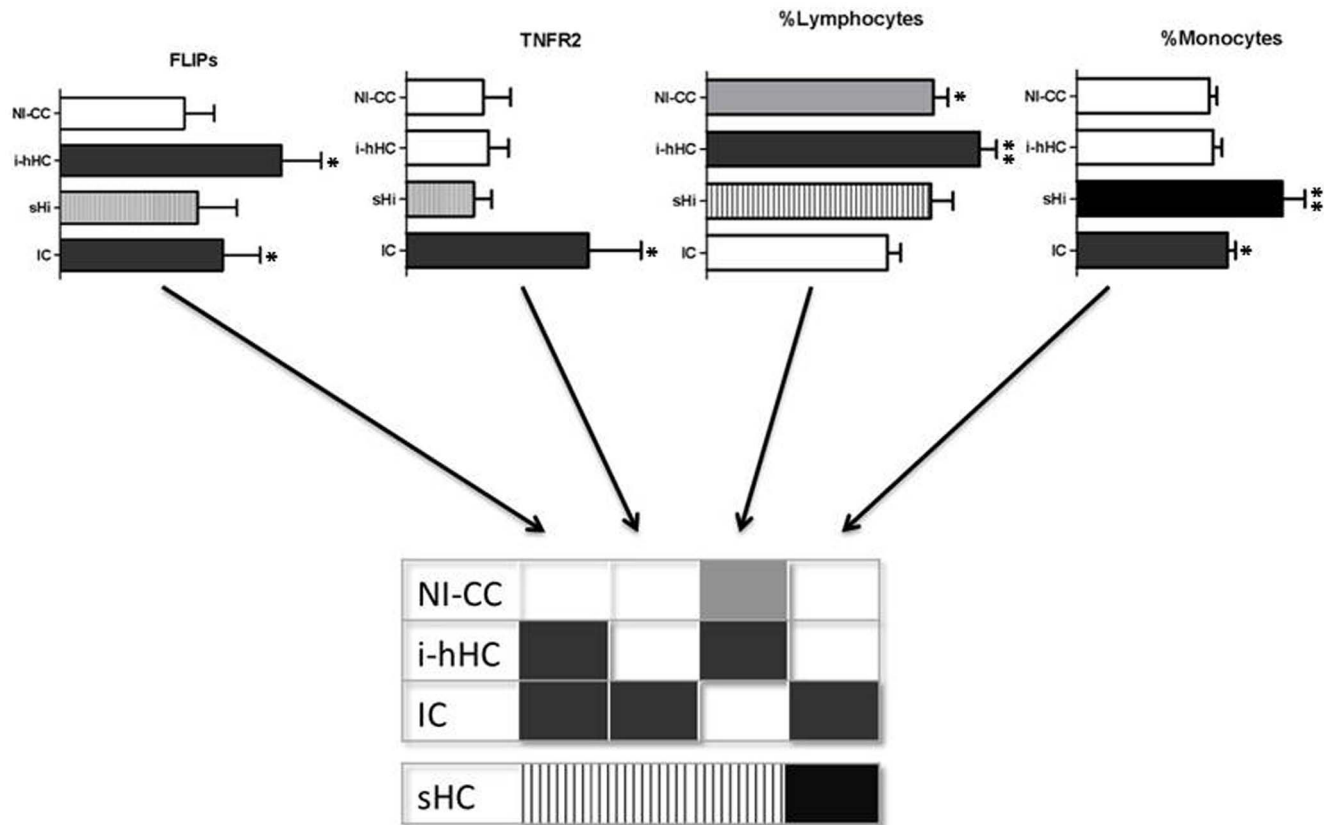 FLIPs
NI-CC
i-hHC
sHi
IC
*
*
TNFR2
NI-CC
i-hHC
sHi
IC
*
%Lymphocytes
NI-CC
i-hHC
sHi
IC
*
**
%Monocytes
NI-CC
i-hHC
sHi
IC
**
*
NI-CC
i-hHC
IC
sHC